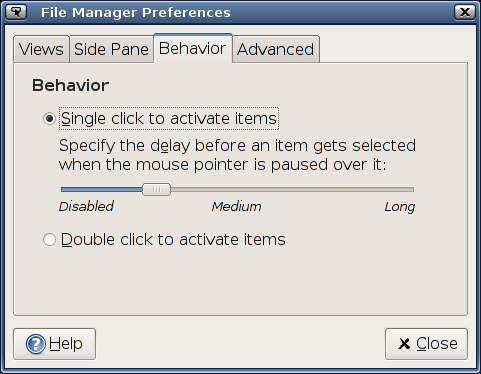 File Manager Preferences
Views Side Pane Behavior Advanced
Behavior
Single click to activate items
Specify the delay before an item gets selected
when the mouse pointer is paused over it:
Disabled Medium Long
Double click to activate items
Help Close